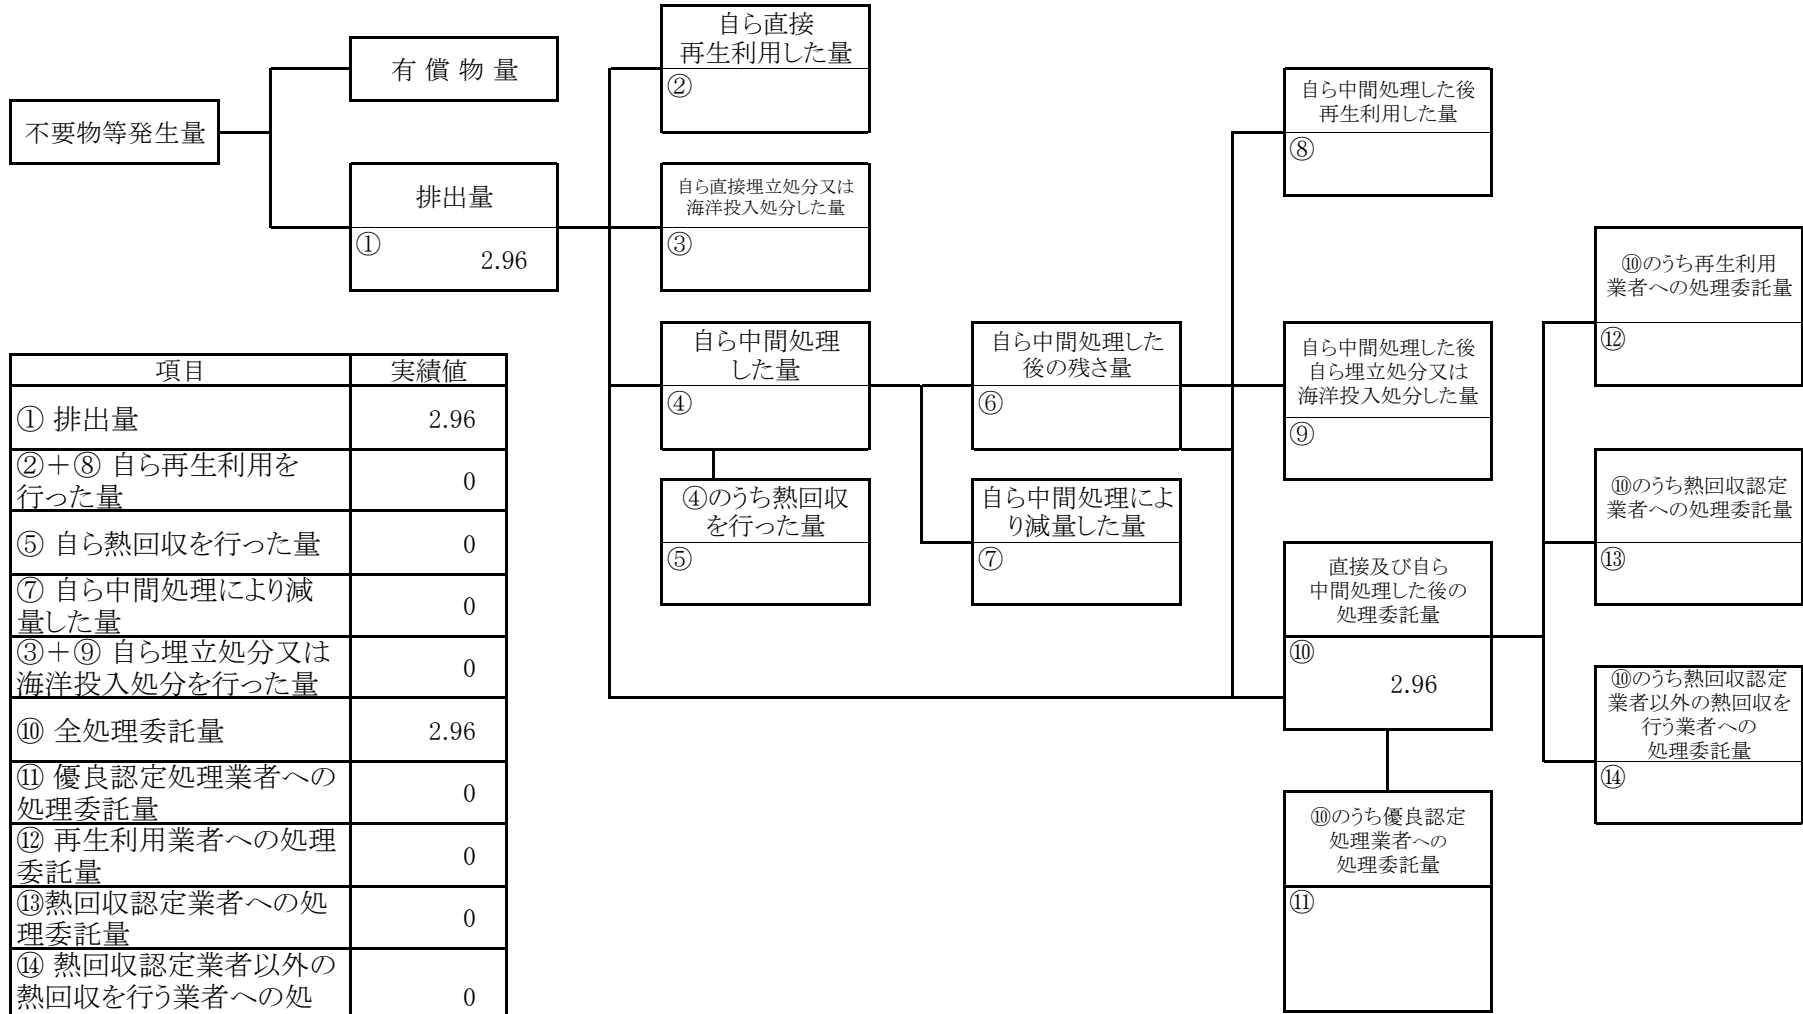 不要物等発生量
有 償 物 量
排出量
①
2.96
自ら直接
再生利用した量
②
自ら直接埋立処分又は
海洋投入処分した量
③
自ら中間処理
した量
④
④のうち熱回収
を行った量
⑤
自ら中間処理した
後の残さ量
⑥
自ら中間処理によ
り減量した量
⑦
自ら中間処理した後
再生利用した量
⑧
自ら中間処理した後
自ら埋立処分又は
海洋投入処分した量
⑨
直接及び自ら
中間処理した後の
処理委託量
⑩
2.96
⑩のうち優良認定
処理業者への
処理委託量
⑪
⑩のうち再生利用
業者への処理委託量
⑫
⑩のうち熱回収認定
業者への処理委託量
⑬
⑩のうち熱回収認定
業者以外の熱回収を
行う業者への
処理委託量
⑭
項目 実績値
① 排出量 2.96
②＋⑧ 自ら再生利用を
行った量 0
⑤ 自ら熱回収を行った量 0
⑦ 自ら中間処理により減
量した量 0
③＋⑨ 自ら埋立処分又は
海洋投入処分を行った量 0
⑩ 全処理委託量 2.96
⑪ 優良認定処理業者への
処理委託量 0
⑫ 再生利用業者への処理
委託量 0
⑬熱回収認定業者への処
理委託量 0
⑭ 熱回収認定業者以外の
熱回収を行う業者への処 0